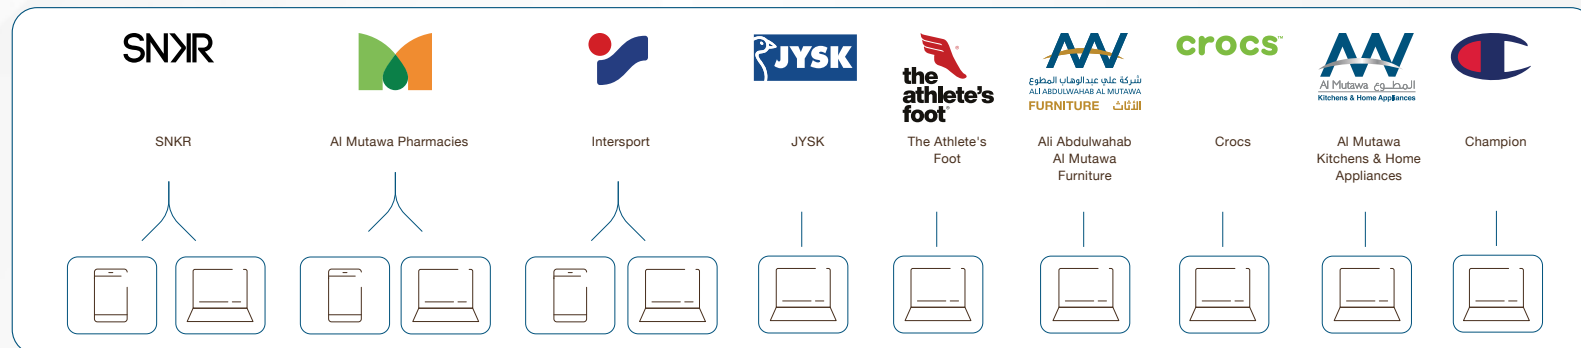 SNKR
JYSK
the
athlete's
foot
شركة علي عبدالوهاب المطوع
ALI ABDULWAHAB AL MUTAWA
FURNITURE الأثاث
crocs™
Al Mutawa المطوع
Kitchens & Home Appliances
SNKR
Al Mutawa Pharmacies
Intersport
JYSK
The Athlete's
Foot
Ali Abdulwahab
Al Mutawa
Furniture
Crocs
Al Mutawa
Kitchens & Home
Appliances
Champion